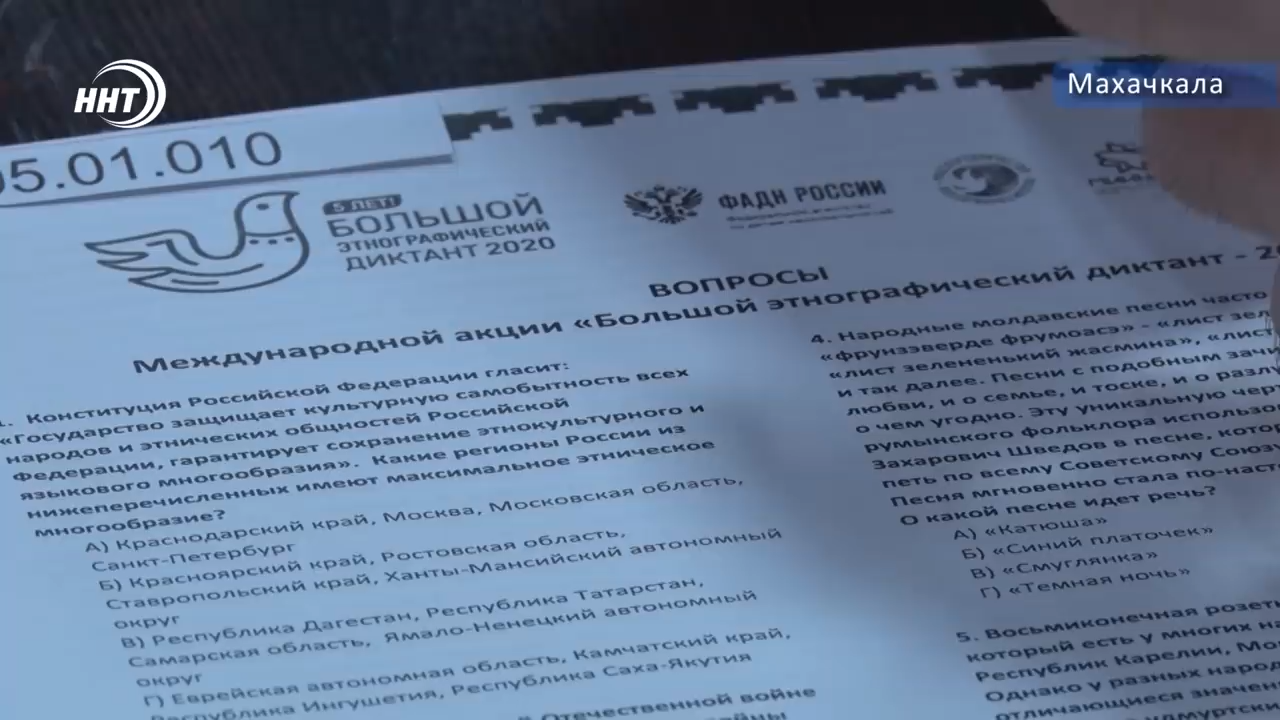 ННТ
Махачкала
05.01.010
5 ЛЕТ!
БОЛЬШОЙ
ЭТНОГРАФИЧЕСКИЙ
ДИКТАНТ 2020
ФАДН РОССИИ
ВОПРОСЫ
Международной акции «Большой этнографический диктант - 20
1. Конституция Российской Федерации гласит:
«Государство защищает культурную самобытность всех
народов и этнических общностей Российской
Федерации, гарантирует сохранение этнокультурного и
языкового многообразия». Какие регионы России из
нижеперечисленных имеют максимальное этническое
многообразие?
А) Краснодарский край, Москва, Московская область,
Санкт-Петербург
Б) Красноярский край, Ростовская область,
Ставропольский край, Ханты-Мансийский автономный
округ
В) Республика Дагестан, Республика Татарстан,
Самарская область, Ямало-Ненецкий автономный
округ
Г) Еврейская автономная область, Камчатский край,
Республика Ингушетия, Республика Саха-Якутия
Отечественной войне
4. Народные молдавские песни часто
«фрунзэверде фрумоасэ» - «лист зел
«лист зелененький жасмина», «лист
и так далее. Песни с подобным зачи
любви, и о семье, и тоске, и о разлу
о чем угодно. Эту уникальную черт
румынского фольклора использо
Захарович Шведов в песне, кото
петь по всему Советскому Союзу
Песня мгновенно стала по-наст
О какой песне идет речь?
А) «Катюша»
Б) «Синий платочек»
В) «Смуглянка»
Г) «Темная ночь»
5. Восьмиконечная розет
который есть у многих на
Республик Карелии, Мо
Однако у разных народ
отличающиеся значен